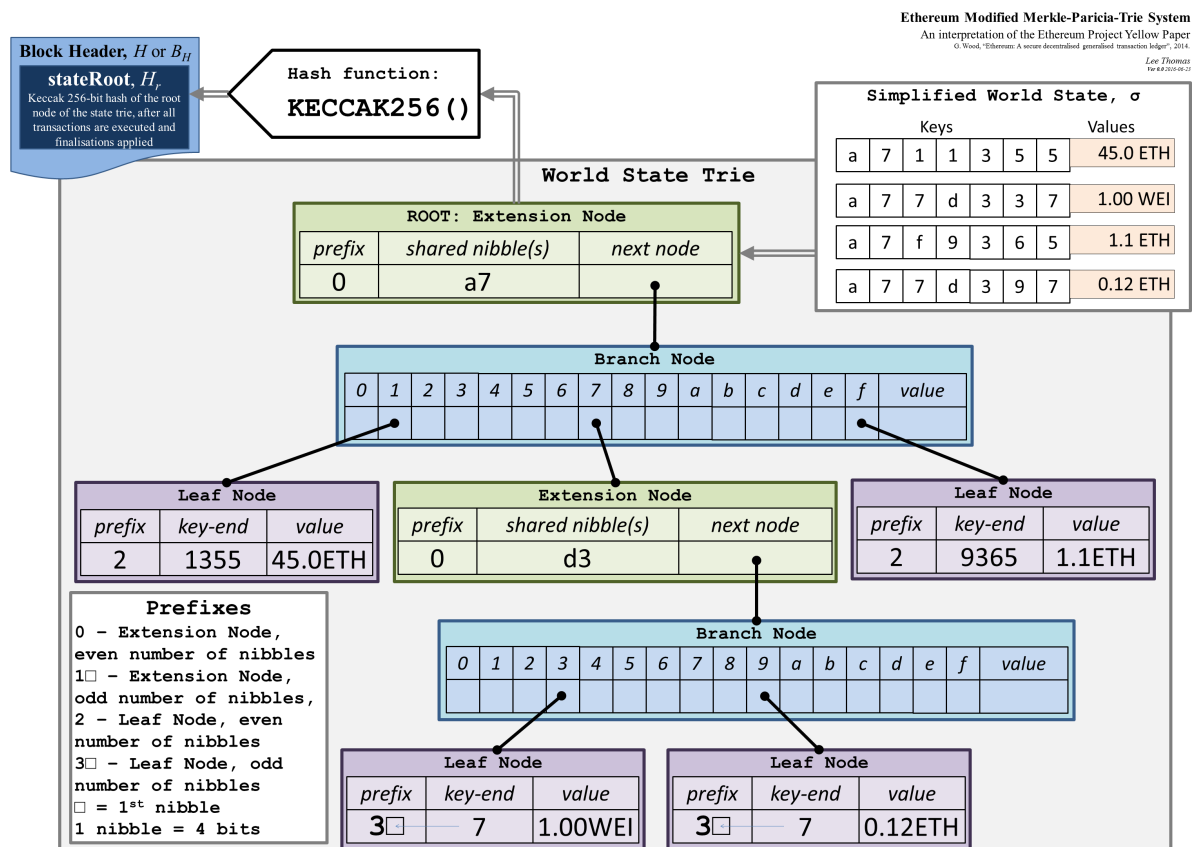 Ethereum Modified Merkle-Paricia-Trie System
An interpretation of the Ethereum Project Yellow Paper
G. Wood, "Ethereum: A secure decentralised generalised transaction ledger", 2014.
Lee Thomas
Ver 0.0 2016-06-23
Block Header, H or B_H
stateRoot, H_r
Keccak 256-bit hash of the root
node of the state trie, after all
transactions are executed and
finalisations applied
Hash function:
KECCAK256()
Simplified World State, σ
Keys Values
a 7 1 1 3 5 5 45.0 ETH
a 7 7 d 3 3 7 1.00 WEI
a 7 f 9 3 6 5 1.1 ETH
a 7 7 d 3 9 7 0.12 ETH
World State Trie
ROOT: Extension Node
prefix shared nibble(s) next node
0 a7
Branch Node
0 1 2 3 4 5 6 7 8 9 a b c d e f value
Leaf Node
prefix key-end value
2 1355 45.0ETH
Extension Node
prefix shared nibble(s) next node
0 d3
Leaf Node
prefix key-end value
2 9365 1.1ETH
Prefixes
0 – Extension Node,
even number of nibbles
1□ – Extension Node,
odd number of nibbles,
2 – Leaf Node, even
number of nibbles
3□ – Leaf Node, odd
number of nibbles
□ = 1st nibble
1 nibble = 4 bits
Branch Node
0 1 2 3 4 5 6 7 8 9 a b c d e f value
Leaf Node
prefix key-end value
3□ 7 1.00WEI
Leaf Node
prefix key-end value
3□ 7 0.12ETH